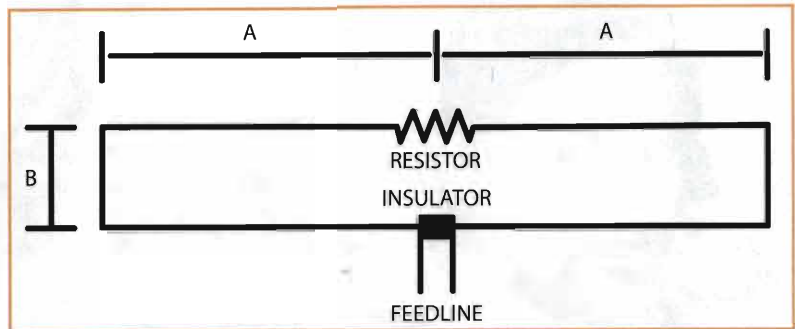 A
A
B
RESISTOR
INSULATOR
FEEDLINE